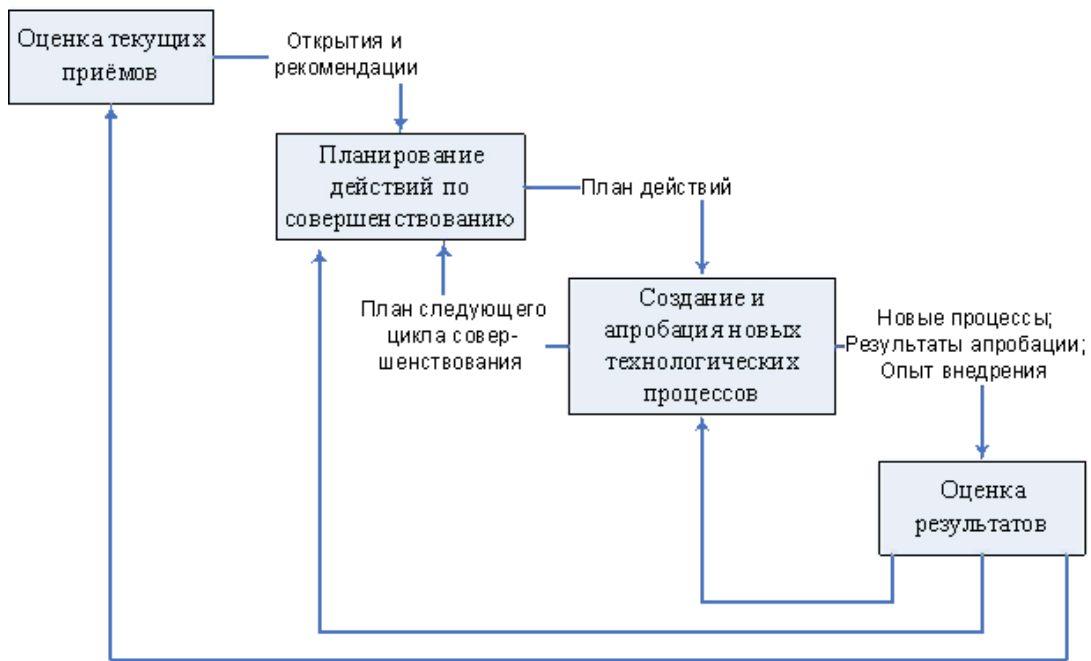 Оценка текущих
приёмов
Открытия и
рекомендации
Планирование
действий по
совершенствованию
План действий
План следующего
цикла совер-
шенствования
Создание и
апробация новых
технологических
процессов
Новые процессы;
Результаты апробации;
Опыт внедрения
Оценка
результатов